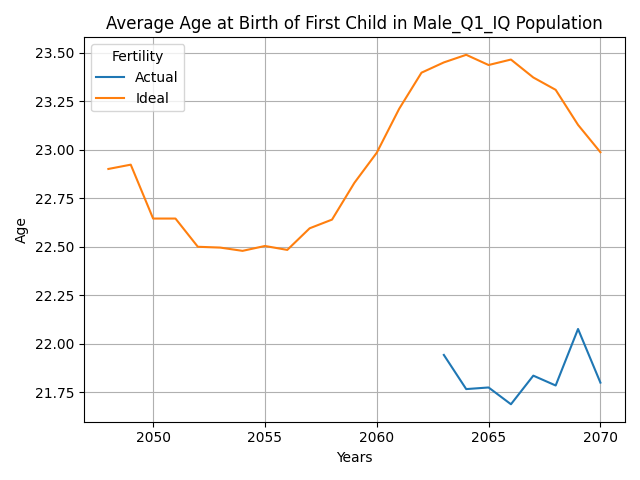 Average Age at Birth of First Child in Male_Q1_IQ Population
Fertility
Actual
Ideal
23.50
23.25
23.00
22.75
22.50
22.25
22.00
21.75
Age
2050
2055
2060
2065
2070
Years